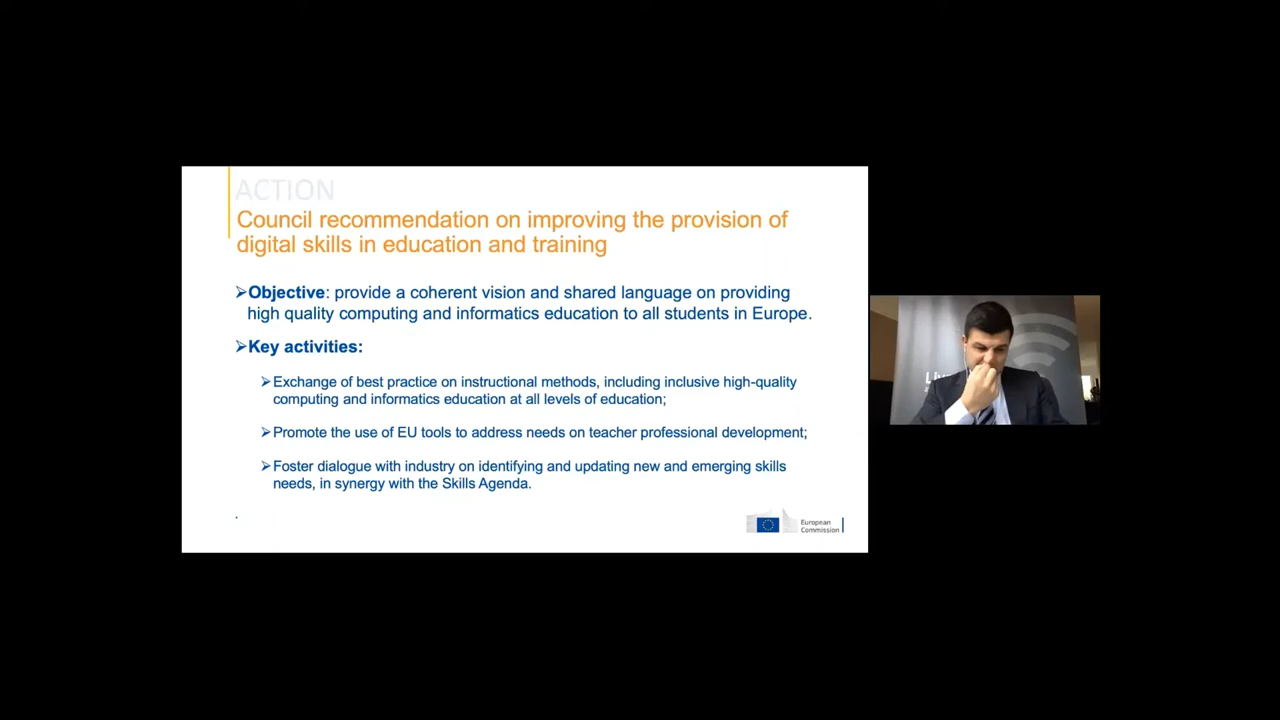 ACTION
Council recommendation on improving the provision of
digital skills in education and training
➢Objective: provide a coherent vision and shared language on providing
high quality computing and informatics education to all students in Europe.
➢Key activities:
➢Exchange of best practice on instructional methods, including inclusive high-quality
computing and informatics education at all levels of education;
➢Promote the use of EU tools to address needs on teacher professional development;
➢Foster dialogue with industry on identifying and updating new and emerging skills
needs, in synergy with the Skills Agenda.
European
Commission